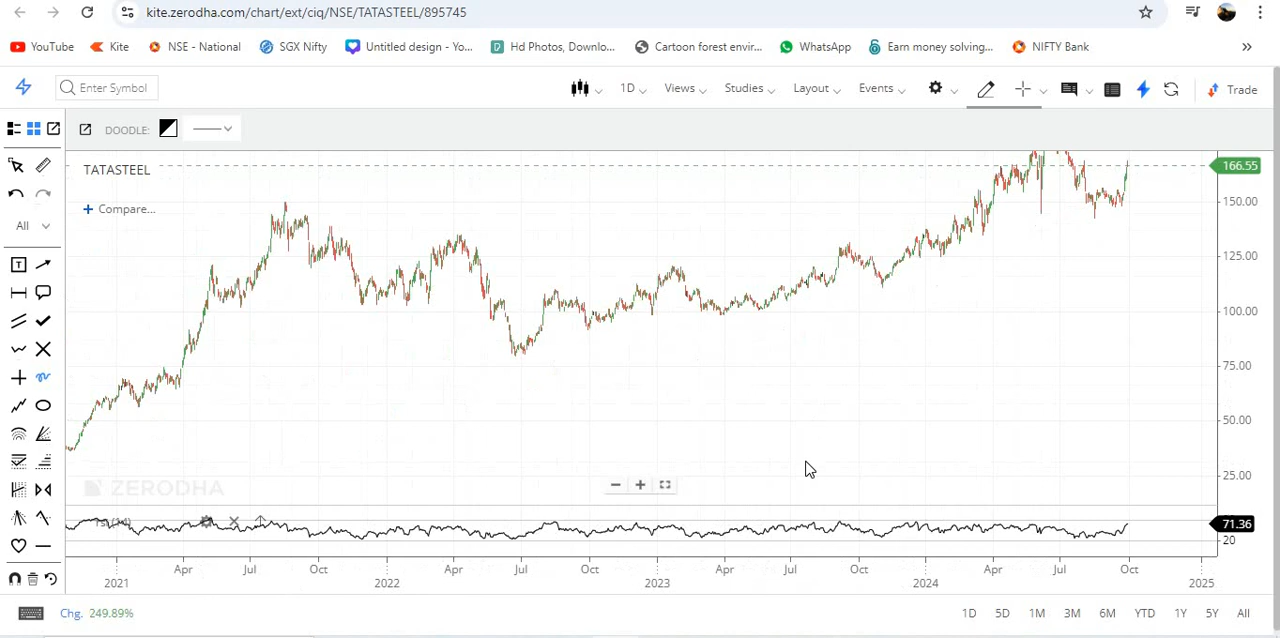 kite.zerodha.com/chart/ext/ciq/NSE/TATASTEEL/895745
YouTube Kite NSE - National SGX Nifty Untitled design - Yo... Hd Photos, Downlo... Cartoon forest envir... WhatsApp Earn money solving... NIFTY Bank »
Enter Symbol 1D Views Studies Layout Events Trade
DOODLE:
TATASTEEL
166.55
+ Compare...
150.00
All
125.00
100.00
75.00
50.00
25.00
ZERODHA
rsi (14)
71.36
20
Apr Jul Oct Apr Jul Oct Apr Jul Oct Apr Jul Oct
2021 2022 2023 2024 2025
Chg. 249.89% 1D 5D 1M 3M 6M YTD 1Y 5Y All